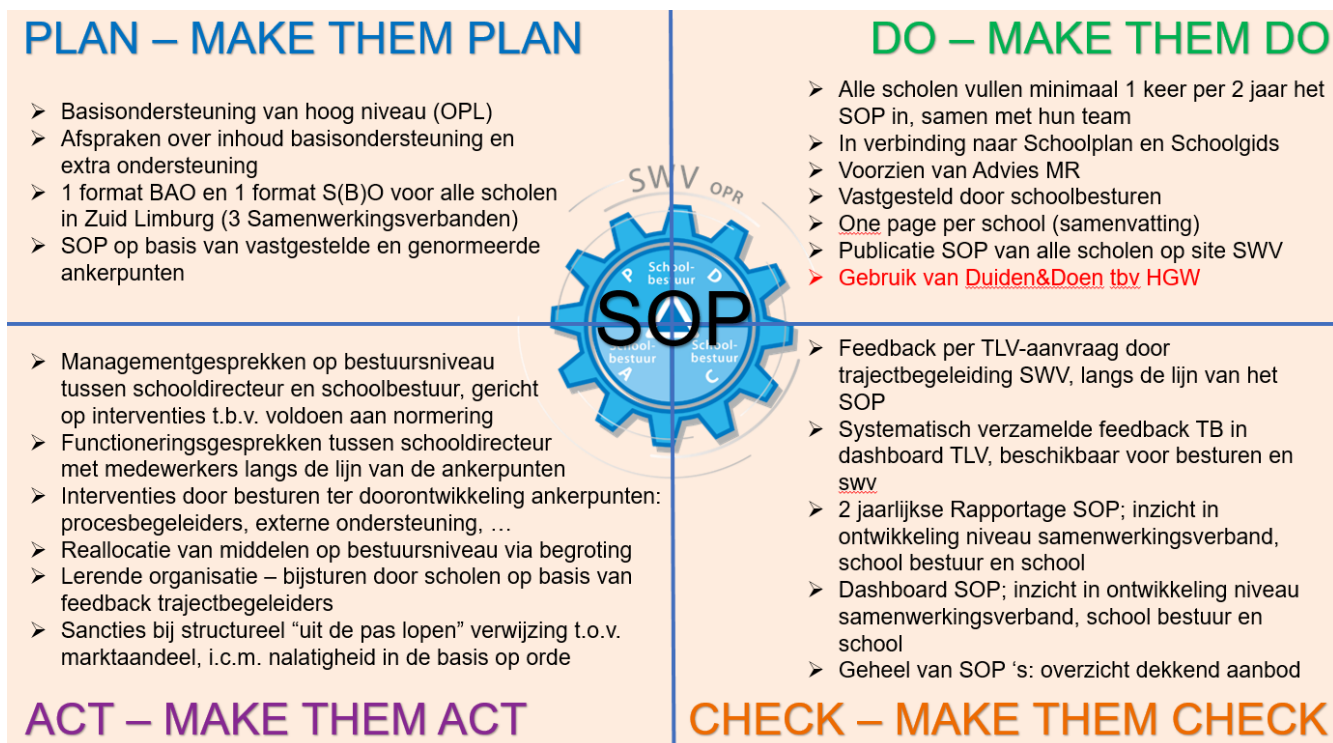 PLAN – MAKE THEM PLAN
➢ Basisondersteuning van hoog niveau (OPL)
➢ Afspraken over inhoud basisondersteuning en
extra ondersteuning
➢ 1 format BAO en 1 format S(B)O voor alle scholen
in Zuid Limburg (3 Samenwerkingsverbanden)
➢ SOP op basis van vastgestelde en genormeerde
ankerpunten
DO – MAKE THEM DO
➢ Alle scholen vullen minimaal 1 keer per 2 jaar het
SOP in, samen met hun team
➢ In verbinding naar Schoolplan en Schoolgids
➢ Voorzien van Advies MR
➢ Vastgesteld door schoolbesturen
➢ One page per school (samenvatting)
➢ Publicatie SOP van alle scholen op site SWV
➢ Gebruik van Duiden&Doen tbv HGW
SWV OPR
School-
bestuur
P
D
SOP
School-
bestuur
School-
bestuur
A
C
➢ Managementgesprekken op bestuursniveau
tussen schooldirecteur en schoolbestuur, gericht
op interventies t.b.v. voldoen aan normering
➢ Functioneringsgesprekken tussen schooldirecteur
met medewerkers langs de lijn van de ankerpunten
➢ Interventies door besturen ter doorontwikkeling ankerpunten:
procesbegeleiders, externe ondersteuning, …
➢ Reallocatie van middelen op bestuursniveau via begroting
➢ Lerende organisatie – bijsturen door scholen op basis van
feedback trajectbegeleiders
➢ Sancties bij structureel “uit de pas lopen” verwijzing t.o.v.
marktaandeel, i.c.m. nalatigheid in de basis op orde
ACT – MAKE THEM ACT
➢ Feedback per TLV-aanvraag door
trajectbegeleiding SWV, langs de lijn van het
SOP
➢ Systematisch verzamelde feedback TB in
dashboard TLV, beschikbaar voor besturen en
swv
➢ 2 jaarlijkse Rapportage SOP; inzicht in
ontwikkeling niveau samenwerkingsverband,
school bestuur en school
➢ Dashboard SOP; inzicht in ontwikkeling niveau
samenwerkingsverband, school bestuur en
school
➢ Geheel van SOP ‘s: overzicht dekkend aanbod
CHECK – MAKE THEM CHECK